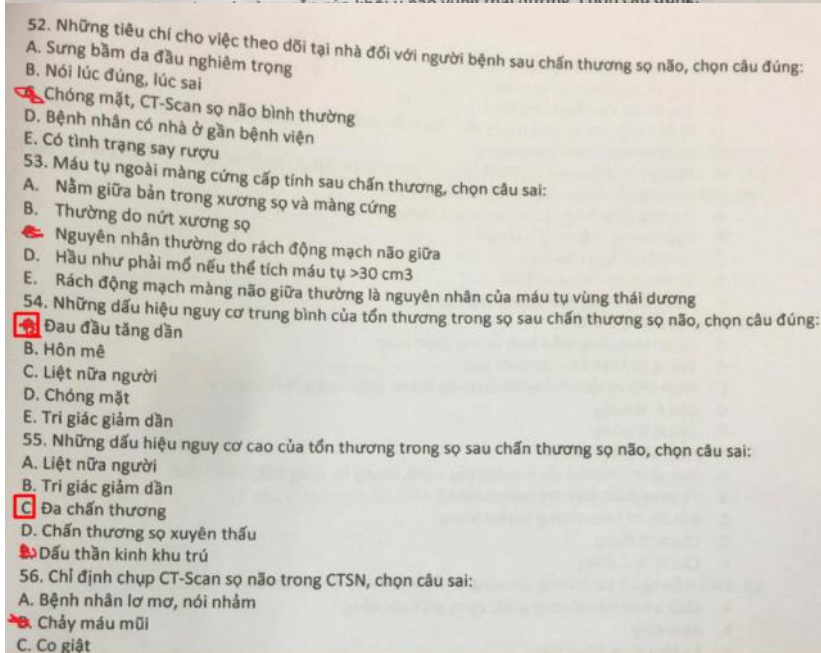 52. Những tiêu chí cho việc theo dõi tại nhà đối với người bệnh sau chấn thương sọ não, chọn câu đúng:
A. Sưng bầm da đầu nghiêm trọng
B. Nói lúc đúng, lúc sai
Chóng mặt, CT-Scan sọ não bình thường
D. Bệnh nhân có nhà ở gần bệnh viện
E. Có tình trạng say rượu
53. Máu tụ ngoài màng cứng cấp tính sau chấn thương, chọn câu sai:
A. Nằm giữa bản trong xương sọ và màng cứng
B. Thường do nứt xương sọ
Nguyên nhân thường do rách động mạch não giữa
D. Hầu như phải mổ nếu thể tích máu tụ >30 cm3
E. Rách động mạch màng não giữa thường là nguyên nhân của máu tụ vùng thái dương
54. Những dấu hiệu nguy cơ trung bình của tổn thương trong sọ sau chấn thương sọ não, chọn câu đúng:
Đau đầu tăng dần
B. Hôn mê
C. Liệt nữa người
D. Chóng mặt
E. Tri giác giảm dần
55. Những dấu hiệu nguy cơ cao của tổn thương trong sọ sau chấn thương sọ não, chọn câu sai:
A. Liệt nữa người
B. Tri giác giảm dần
C Đa chấn thương
D. Chấn thương sọ xuyên thấu
Dấu thần kinh khu trú
56. Chỉ định chụp CT-Scan sọ não trong CTSN, chọn câu sai:
A. Bệnh nhân lơ mơ, nói nhảm
B. Chảy máu mũi
C. Co giật